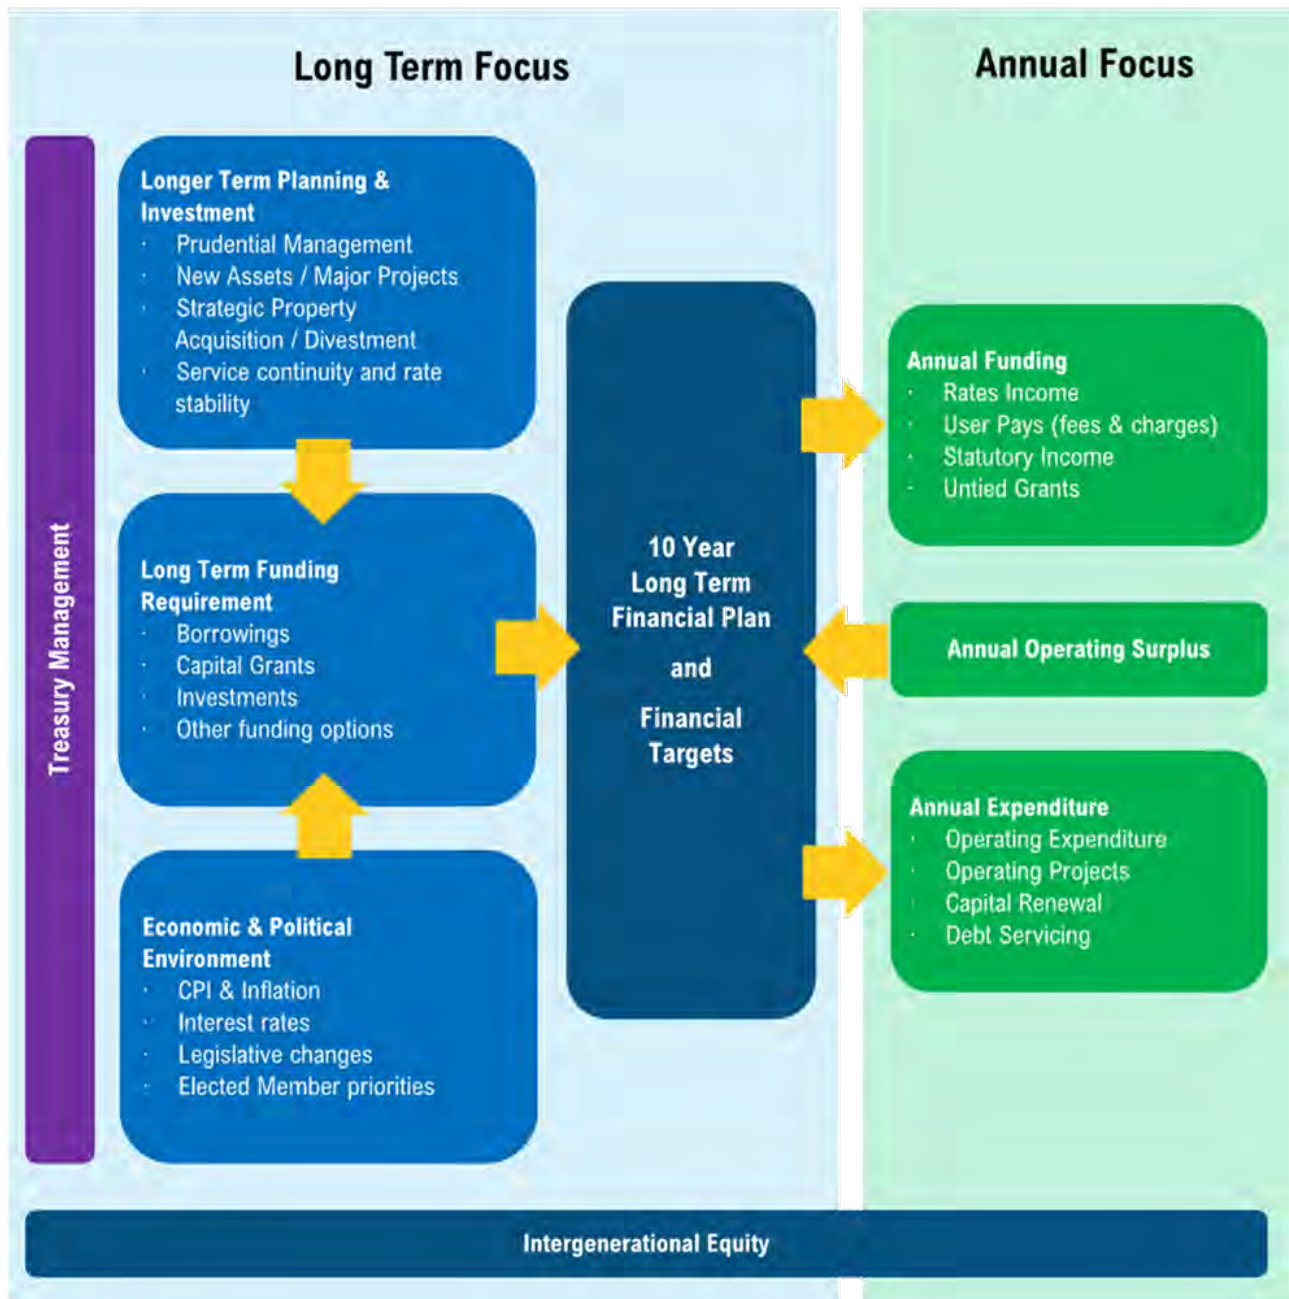 Long Term Focus
Treasury Management
Longer Term Planning &
Investment
· Prudential Management
· New Assets / Major Projects
· Strategic Property
Acquisition / Divestment
· Service continuity and rate
stability
Long Term Funding
Requirement
· Borrowings
· Capital Grants
· Investments
· Other funding options
Economic & Political
Environment
· CPI & Inflation
· Interest rates
· Legislative changes
· Elected Member priorities
10 Year
Long Term
Financial Plan
and
Financial
Targets
Annual Focus
Annual Funding
· Rates Income
· User Pays (fees & charges)
· Statutory Income
· Untied Grants
Annual Operating Surplus
Annual Expenditure
· Operating Expenditure
· Operating Projects
· Capital Renewal
· Debt Servicing
Intergenerational Equity